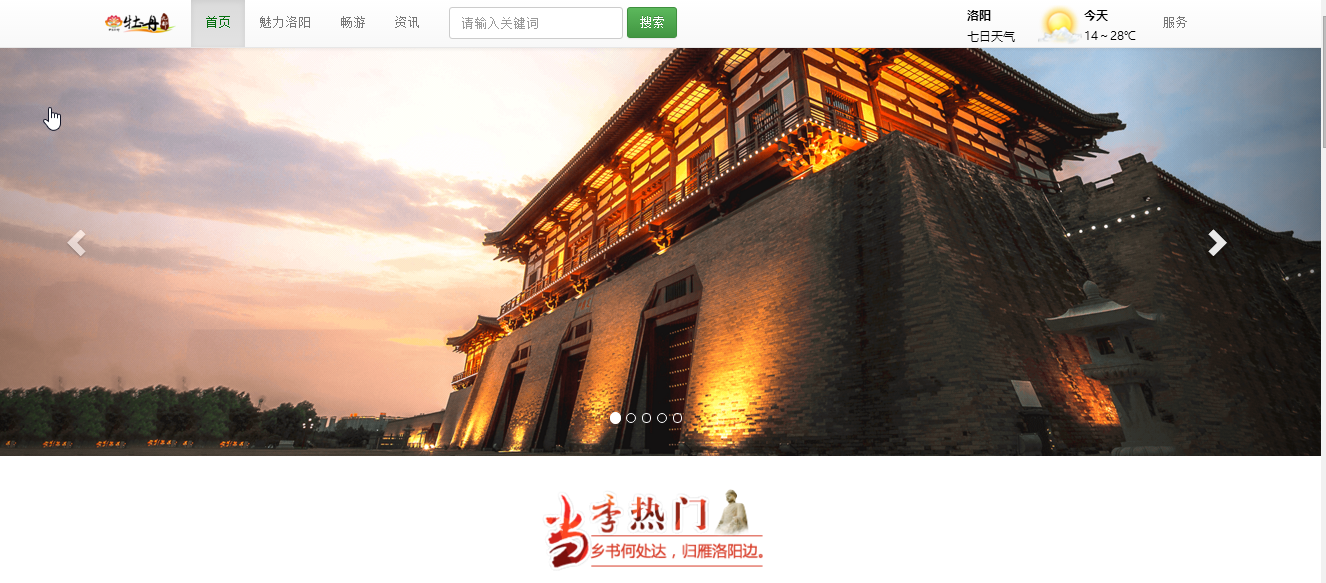 牡丹
首页 魅力洛阳 畅游 资讯 请输入关键词 搜索
洛阳 今天 服务
七日天气 14～28℃
当季热门
乡书何处达，归雁洛阳边。